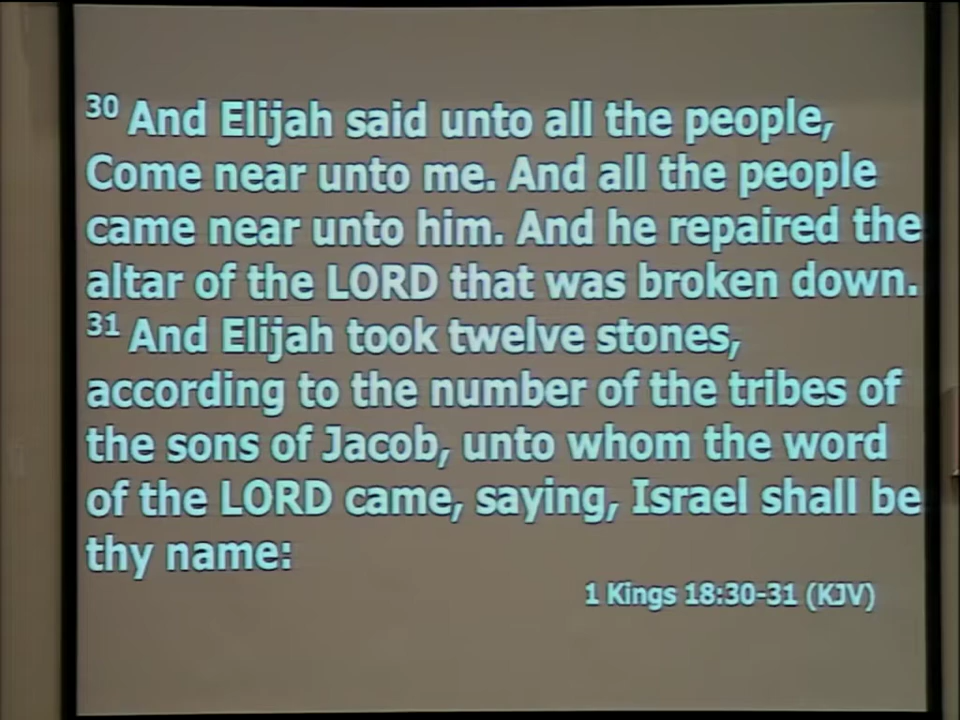 30 And Elijah said unto all the people,
Come near unto me. And all the people
came near unto him. And he repaired the
altar of the LORD that was broken down.
31 And Elijah took twelve stones,
according to the number of the tribes of
the sons of Jacob, unto whom the word
of the LORD came, saying, Israel shall be
thy name:
1 Kings 18:30-31 (KJV)